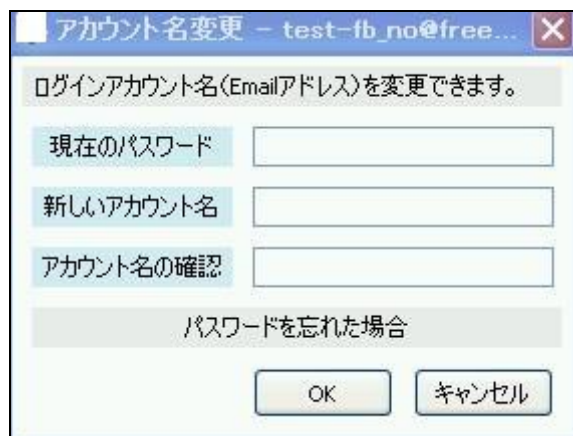 アカウント名変更 - test-fb_no@free...
ログインアカウント名(Emailアドレス)を変更できます。
現在のパスワード
新しいアカウント名
アカウント名の確認
パスワードを忘れた場合
OK キャンセル